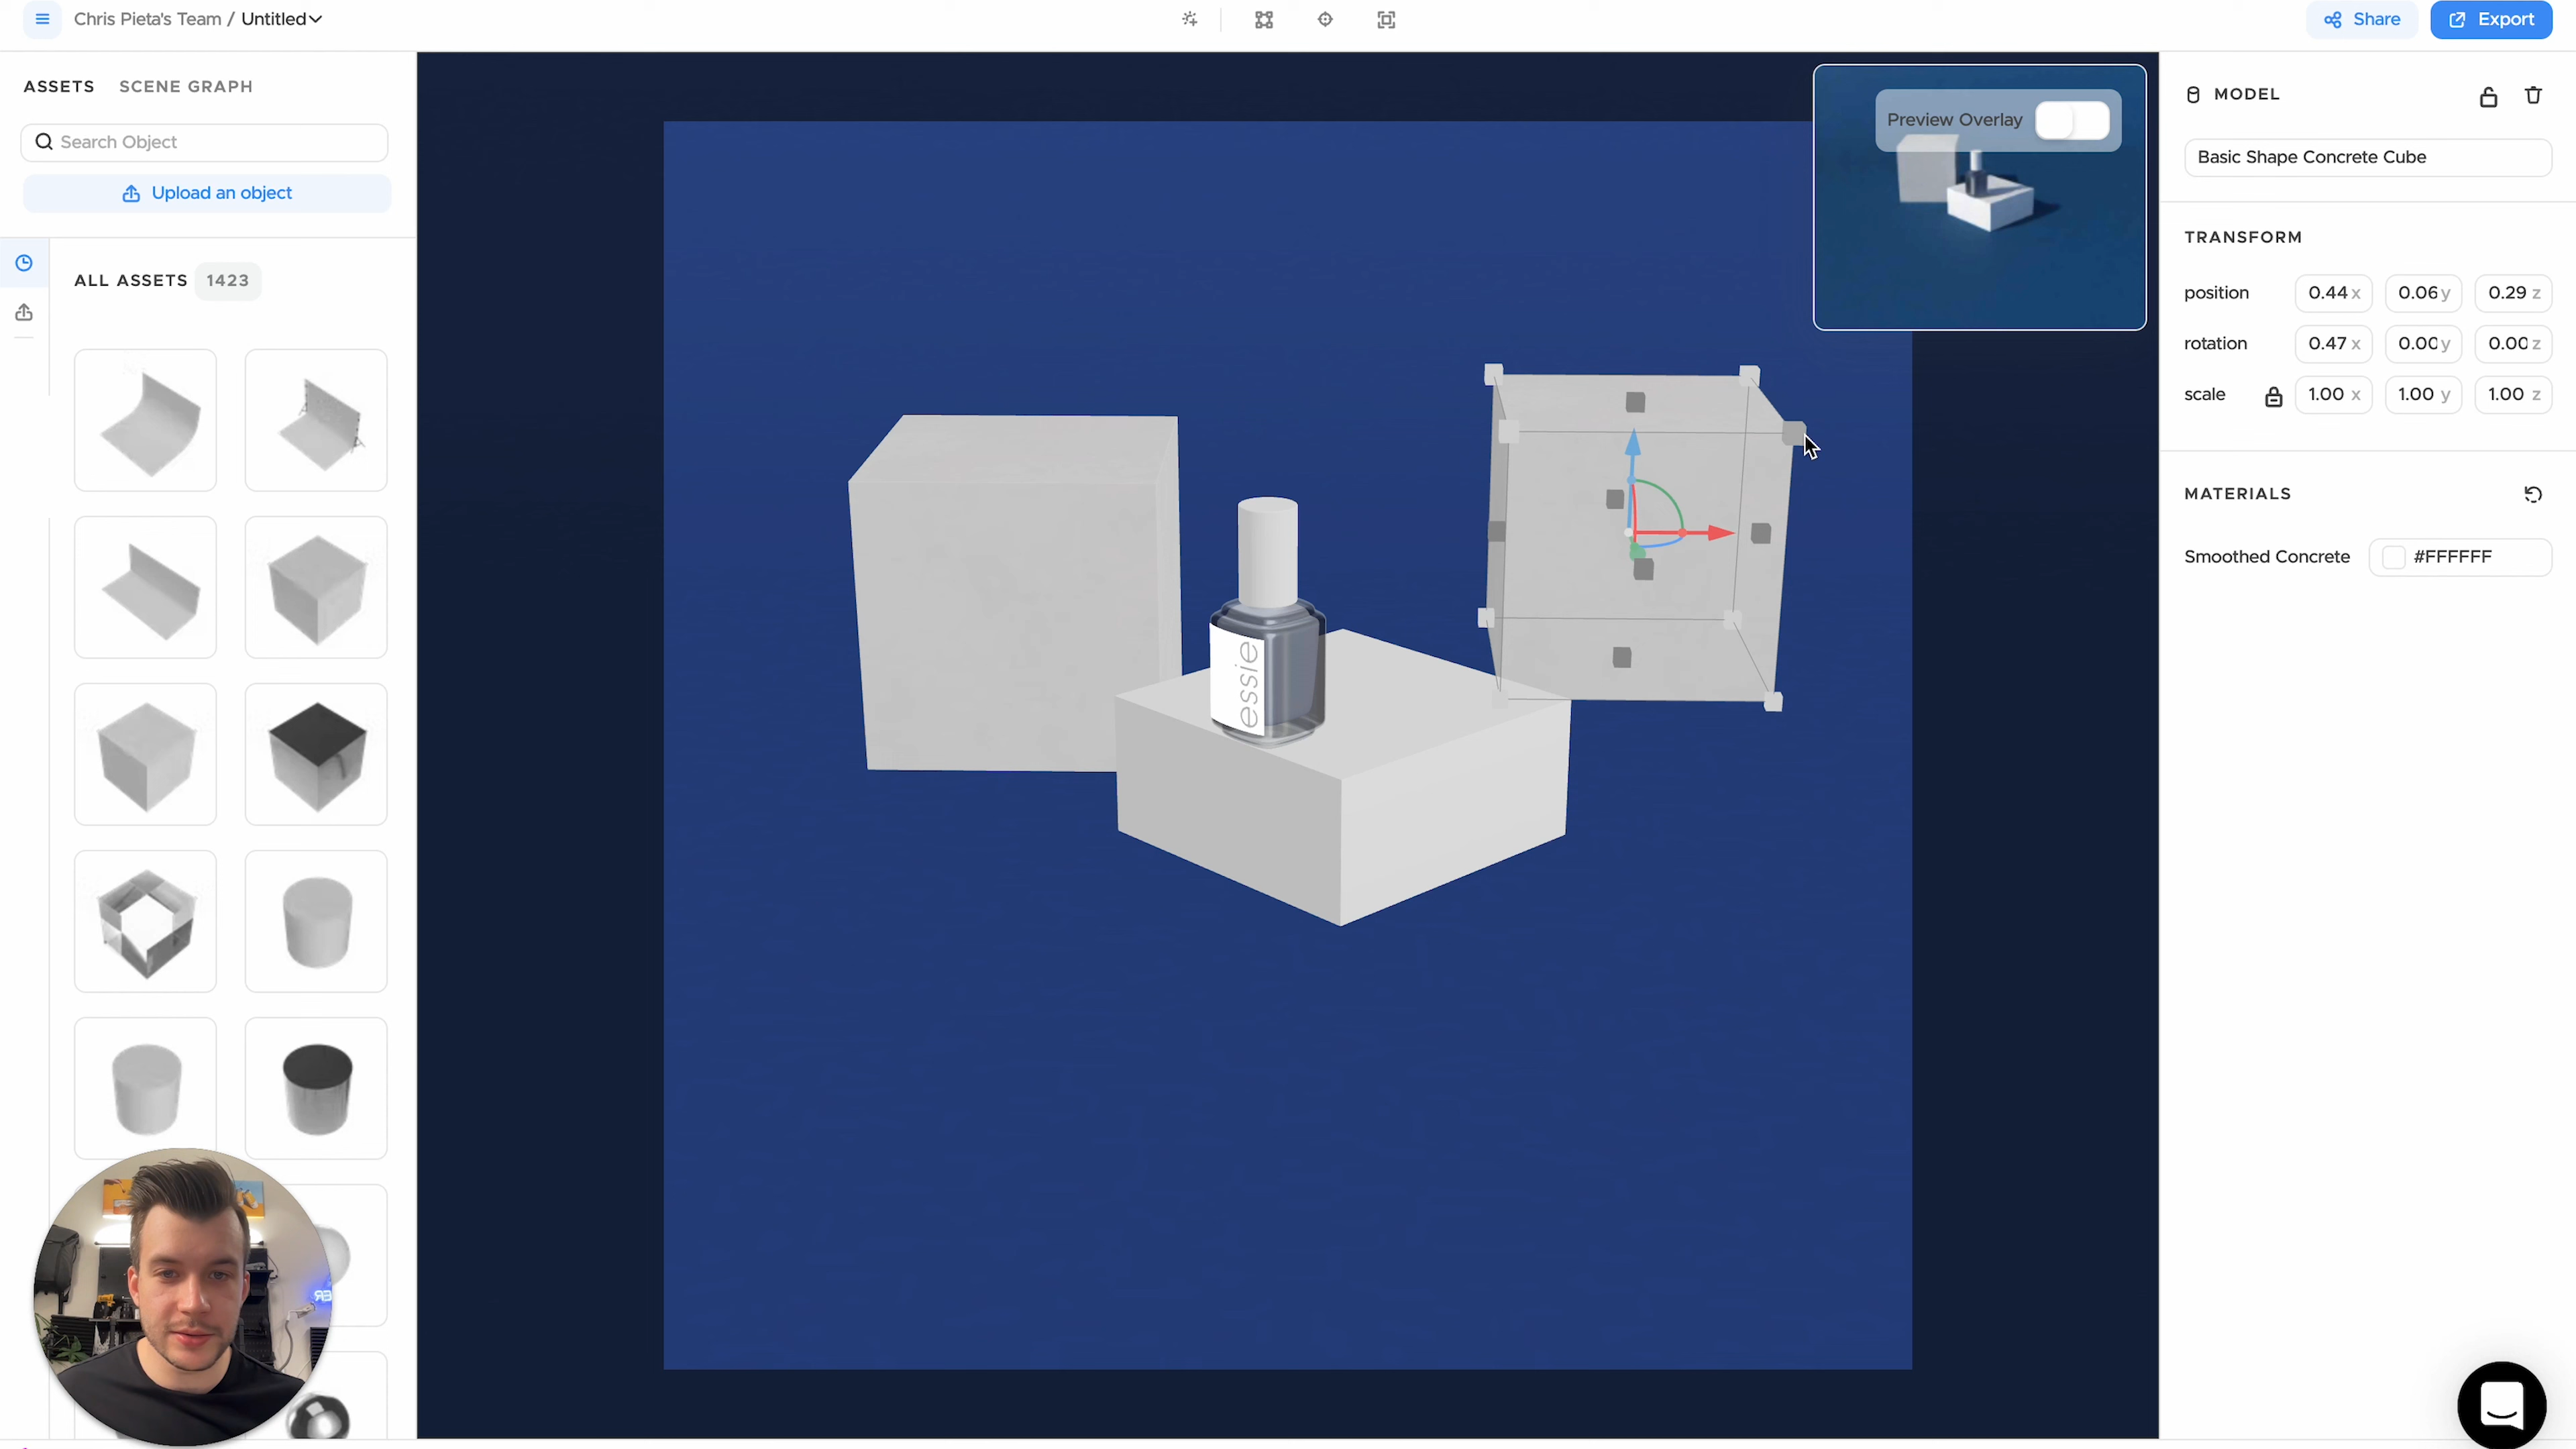 Chris Pieta's Team / Untitled
Share
Export
ASSETS
SCENE GRAPH
Search Object
Upload an object
ALL ASSETS 1423
Preview Overlay
essie
MODEL
Basic Shape Concrete Cube
TRANSFORM
position 0.44 x 0.06 y 0.29 z
rotation 0.47 x 0.00 y 0.00 z
scale 1.00 x 1.00 y 1.00 z
MATERIALS
Smoothed Concrete #FFFFFF